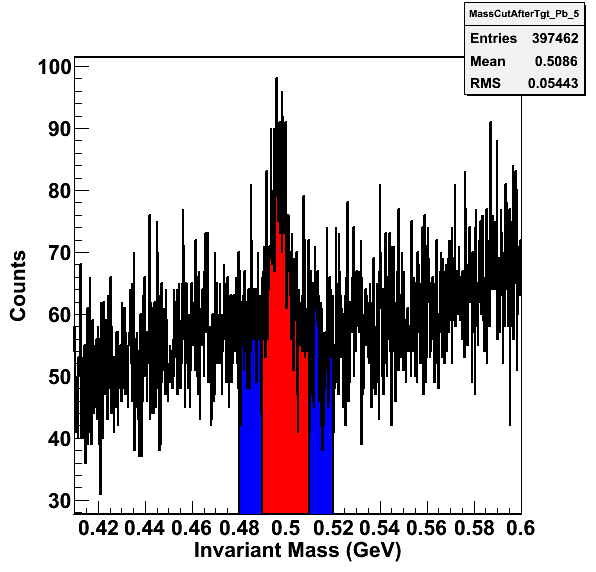 MassCutAfterTgt_Pb_5
Entries 397462
Mean 0.5086
RMS 0.05443
100
90
80
70
60
50
40
30
Counts
0.42 0.44 0.46 0.48 0.5 0.52 0.54 0.56 0.58 0.6
Invariant Mass (GeV)